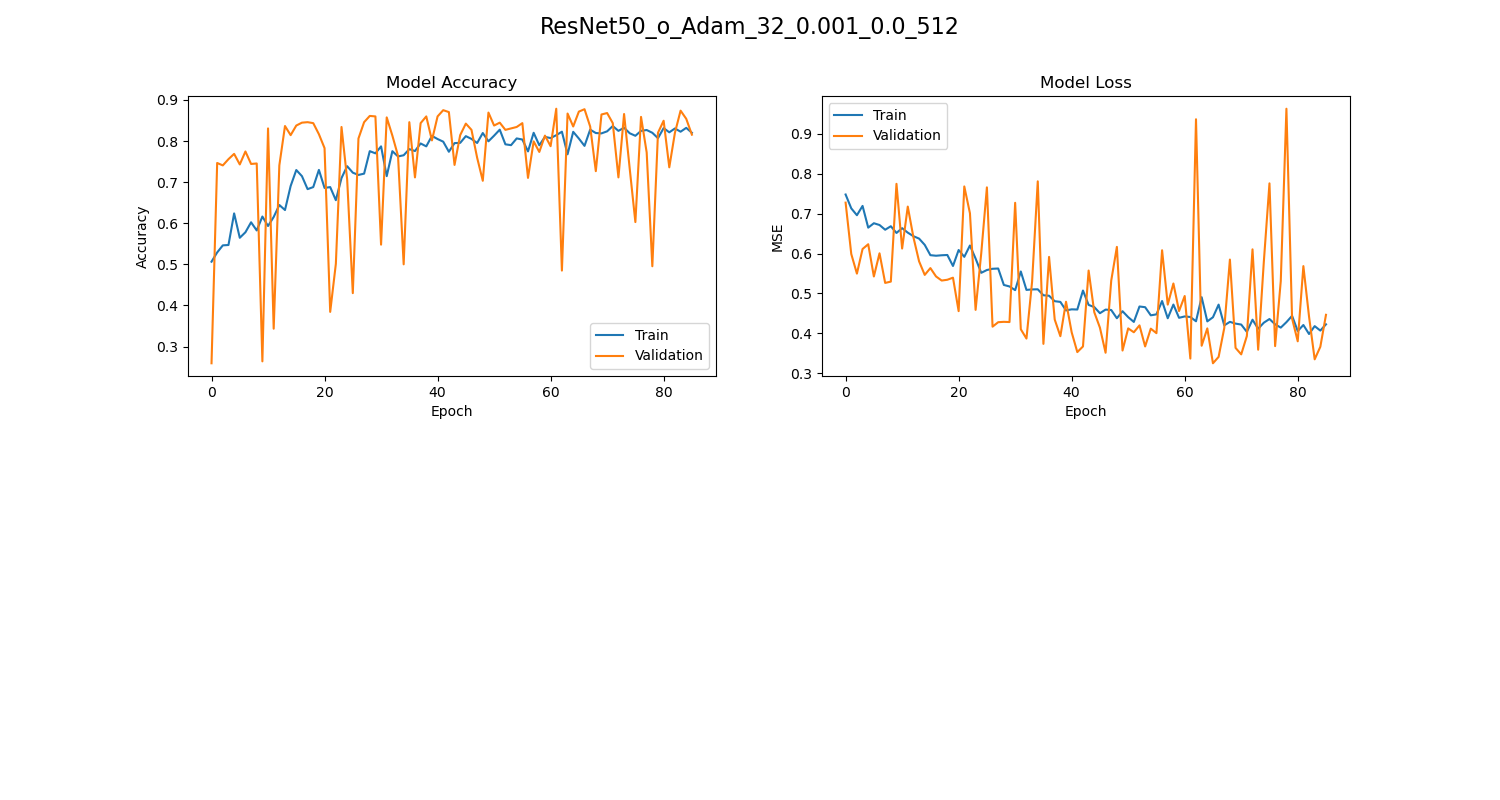 ResNet50_o_Adam_32_0.001_0.0_512
Model Accuracy
0.9
0.8
0.7
0.6
0.5
0.4
0.3
Accuracy
Train
Validation
0 20 40 60 80
Epoch
Model Loss
Train
Validation
0.9
0.8
0.7
0.6
0.5
0.4
0.3
MSE
0 20 40 60 80
Epoch